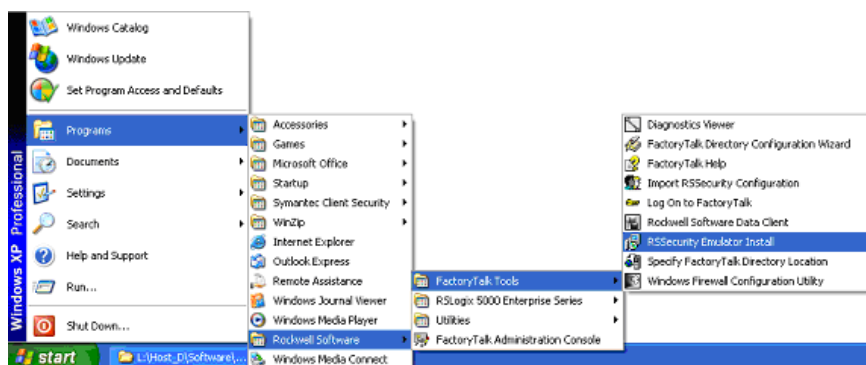 Windows XP Professional
Windows Catalog
Windows Update
Set Program Access and Defaults
Programs
Documents
Settings
Search
Help and Support
Run...
Shut Down...
Accessories
Games
Microsoft Office
Startup
Symantec Client Security
WinZip
Internet Explorer
Outlook Express
Remote Assistance
Windows Journal Viewer
Windows Media Player
Rockwell Software
Windows Media Connect
FactoryTalk Tools
RSLogix 5000 Enterprise Series
Utilities
FactoryTalk Administration Console
Diagnostics Viewer
FactoryTalk Directory Configuration Wizard
FactoryTalk Help
Import RSSecurity Configuration
Log On to FactoryTalk
Rockwell Software Data Client
RSSecurity Emulator Install
Specify FactoryTalk Directory Location
Windows Firewall Configuration Utility
start
L:\Host_D\Software\...